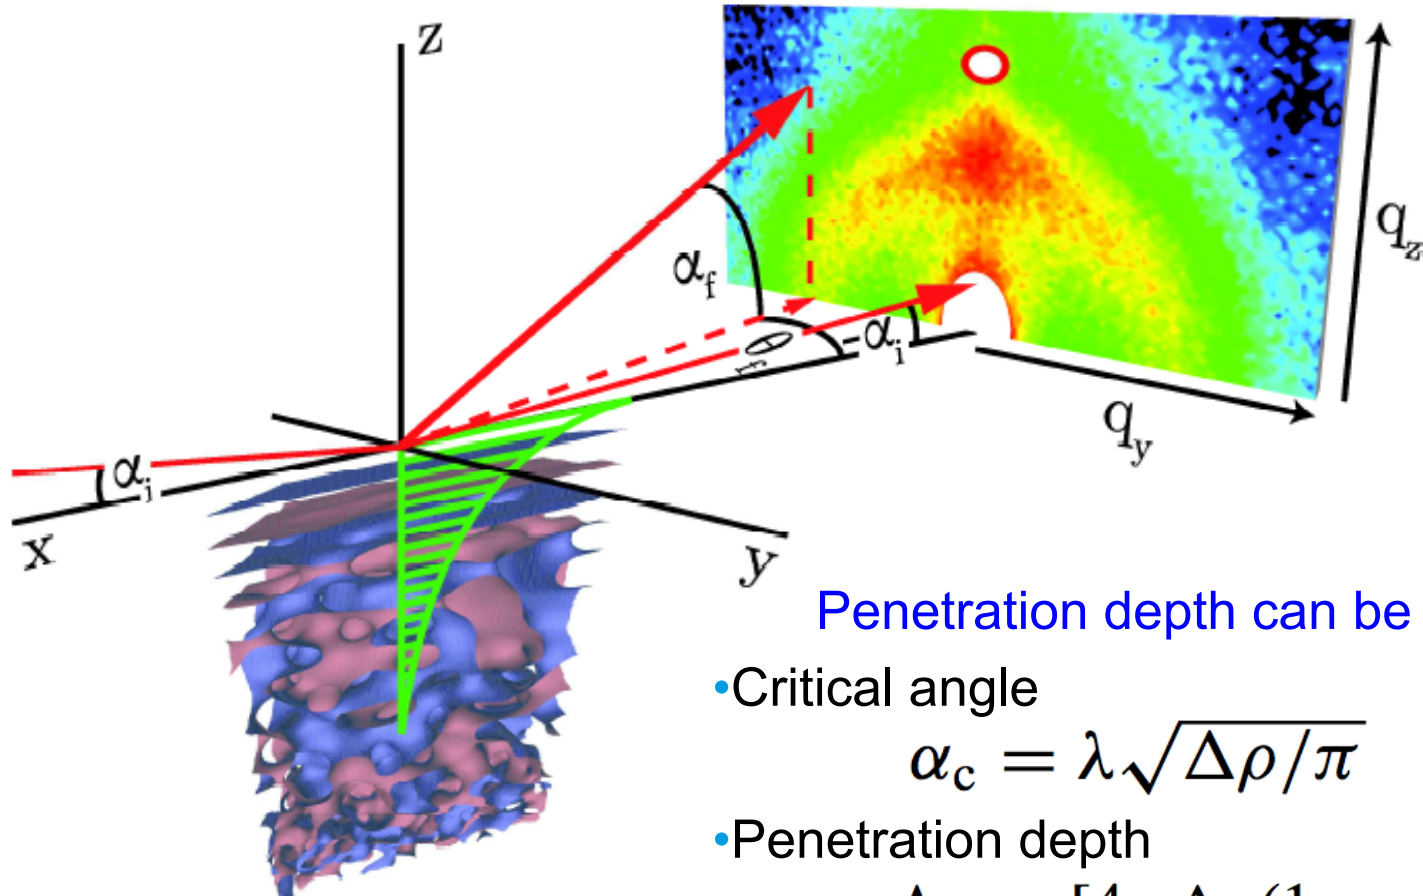 z
q_z
α_f
θ_f
-α_i
q_y
α_i
x
y
Penetration depth can be
•Critical angle
α_c = λ√Δρ/π
•Penetration depth